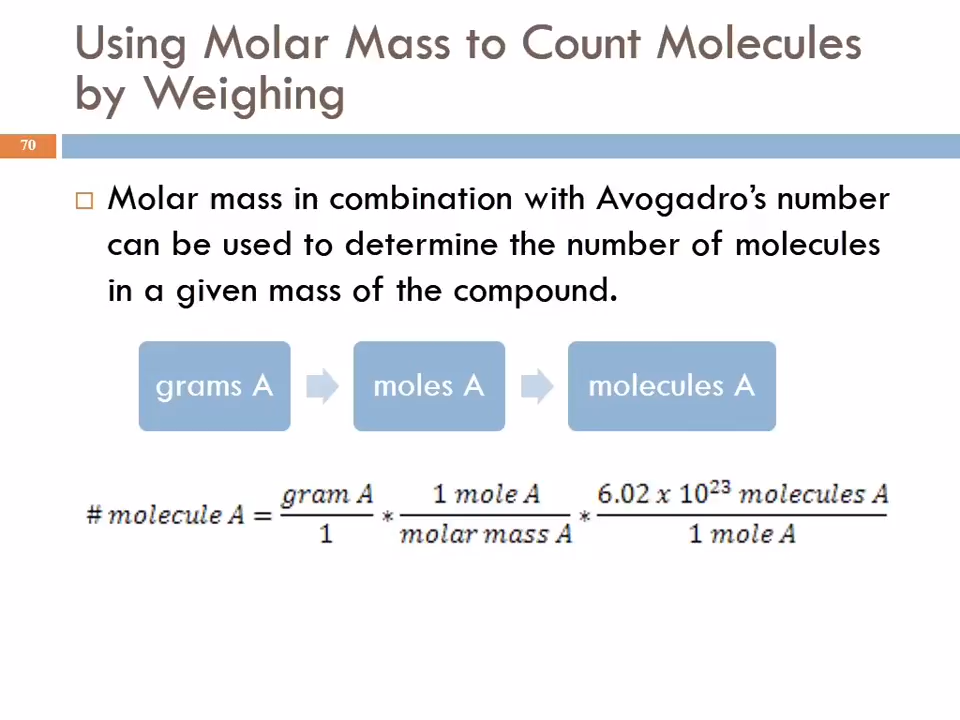 Using Molar Mass to Count Molecules
by Weighing
70
Molar mass in combination with Avogadro’s number
can be used to determine the number of molecules
in a given mass of the compound.
grams A moles A molecules A
# molecule A = gram A / 1 * 1 mole A / molar mass A * 6.02 x 10²³ molecules A / 1 mole A